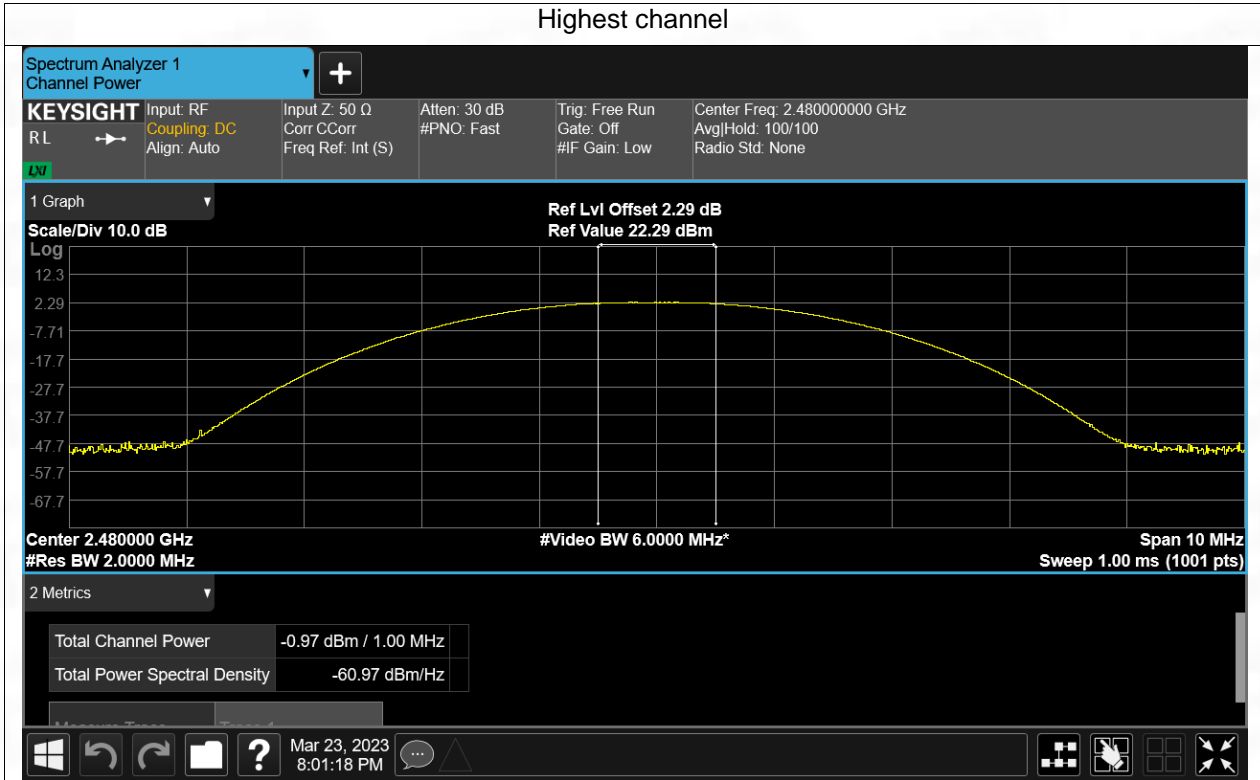 Highest channel
Spectrum Analyzer 1
Channel Power
KEYSIGHT
R L
LXI
Input: RF
Coupling: DC
Align: Auto
Input Z: 50 Ω
Corr CCorr
Freq Ref: Int (S)
Atten: 30 dB
#PNO: Fast
Trig: Free Run
Gate: Off
#IF Gain: Low
Center Freq: 2.480000000 GHz
Avg|Hold: 100/100
Radio Std: None
1 Graph
Scale/Div 10.0 dB
Ref Lvl Offset 2.29 dB
Ref Value 22.29 dBm
Log
12.3
2.29
-7.71
-17.7
-27.7
-37.7
-47.7
-57.7
-67.7
Center 2.480000 GHz
#Video BW 6.0000 MHz*
Span 10 MHz
#Res BW 2.0000 MHz
Sweep 1.00 ms (1001 pts)
2 Metrics
Total Channel Power -0.97 dBm / 1.00 MHz
Total Power Spectral Density -60.97 dBm/Hz
Measure Trace Trace 1
?
Mar 23, 2023
8:01:18 PM